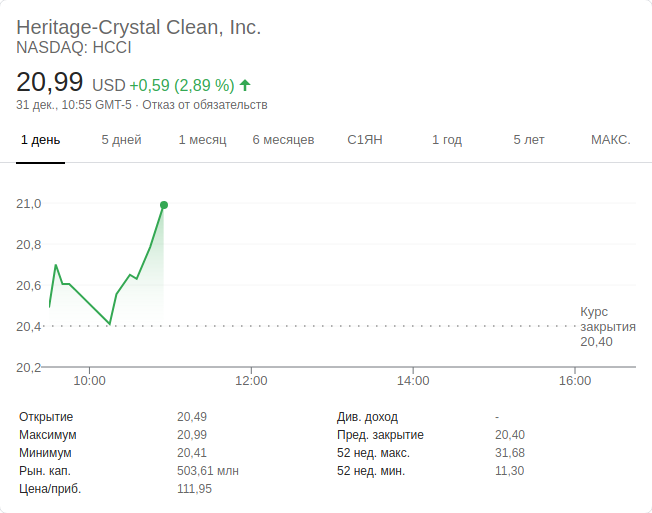 Heritage-Crystal Clean, Inc.
NASDAQ: HCCI
20,99 USD +0,59 (2,89 %)
31 дек., 10:55 GMT-5 · Отказ от обязательств
1 день 5 дней 1 месяц 6 месяцев С1ЯН 1 год 5 лет МАКС.
21,0
20,8
20,6
20,4
20,2
Курс
закрытия
20,40
10:00 12:00 14:00 16:00
Открытие 20,49 Див. доход -
Максимум 20,99 Пред. закрытие 20,40
Минимум 20,41 52 нед. макс. 31,68
Рын. кап. 503,61 млн 52 нед. мин. 11,30
Цена/приб. 111,95